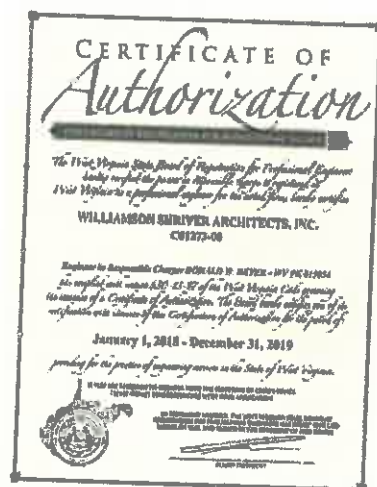 CERTIFICATE OF
Authorization
The West Virginia State Board of Registration for Professional Engineers
having verified the person in responsible charge is registered in
West Virginia as a professional engineer for the noted firm, hereby certifies
WILLIAMSON SHRIVER ARCHITECTS, INC.
C01273-00
Engineer in Responsible Charge: W. - WV PE
has complied with section 30-13-17 of the West Virginia Code governing
the issuance of a Certificate of Authorization. The Board hereby notifies you of its
certification with issuance of this Certification of Authorization for the period of:
January 1, 2018 - December 31, 2019
providing for the practice of engineering services in the State of West Virginia.
BOARD PRESIDENT